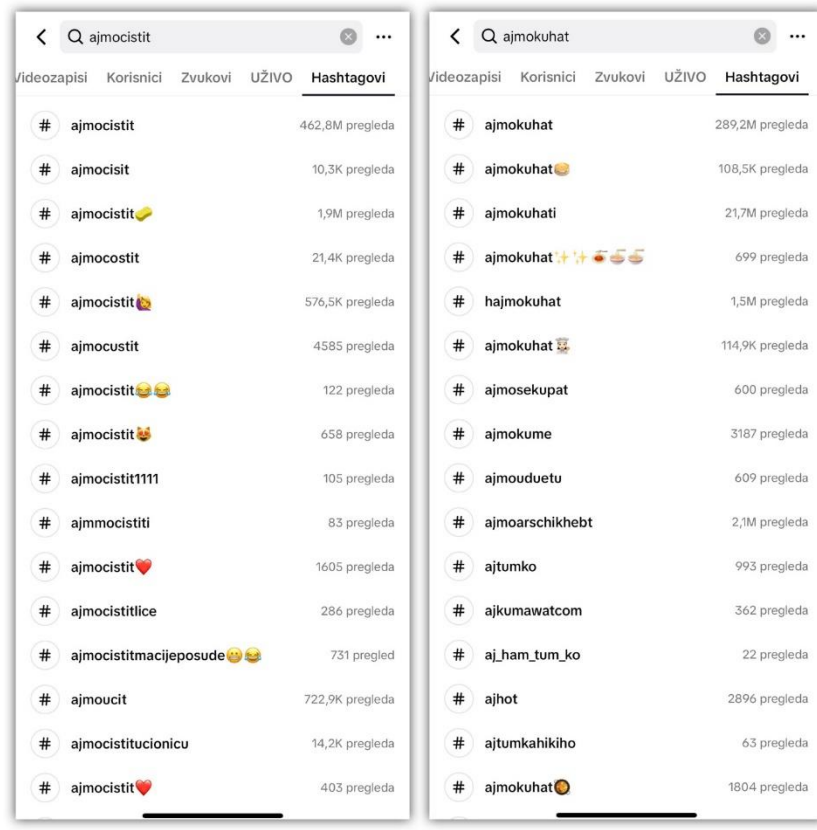 ajmocistit
Videozapisi Korisnici Zvukovi UŽIVO Hashtagovi
# ajmocistit 462,8M pregleda
# ajmocisit 10,3K pregleda
# ajmocistit🧽 1,9M pregleda
# ajmocostit 21,4K pregleda
# ajmocistit🙋 576,5K pregleda
# ajmocustit 4585 pregleda
# ajmocistit😂😂 122 pregleda
# ajmocistit😻 658 pregleda
# ajmocistit1111 105 pregleda
# ajmmocistiti 83 pregleda
# ajmocistit❤️ 1605 pregleda
# ajmocistitlice 286 pregleda
# ajmocistitmacijeposude😬😂 731 pregled
# ajmoucit 722,9K pregleda
# ajmocistitucionicu 14,2K pregleda
# ajmocistit❤️ 403 pregleda
ajmokuhat
Videozapisi Korisnici Zvukovi UŽIVO Hashtagovi
# ajmokuhat 289,2M pregleda
# ajmokuhat🥞 108,5K pregleda
# ajmokuhati 21,7M pregleda
# ajmokuhat✨✨🍝🍜🍜 699 pregleda
# hajmokuhat 1,5M pregleda
# ajmokuhat👩🏻‍🍳 114,9K pregleda
# ajmosekupat 600 pregleda
# ajmokume 3187 pregleda
# ajmouduetu 609 pregleda
# ajmoarschikhebt 2,1M pregleda
# ajtumko 993 pregleda
# ajkumawatcom 362 pregleda
# aj_ham_tum_ko 22 pregleda
# ajhot 2896 pregleda
# ajtumkahikiho 63 pregleda
# ajmokuhat🥘 1804 pregleda